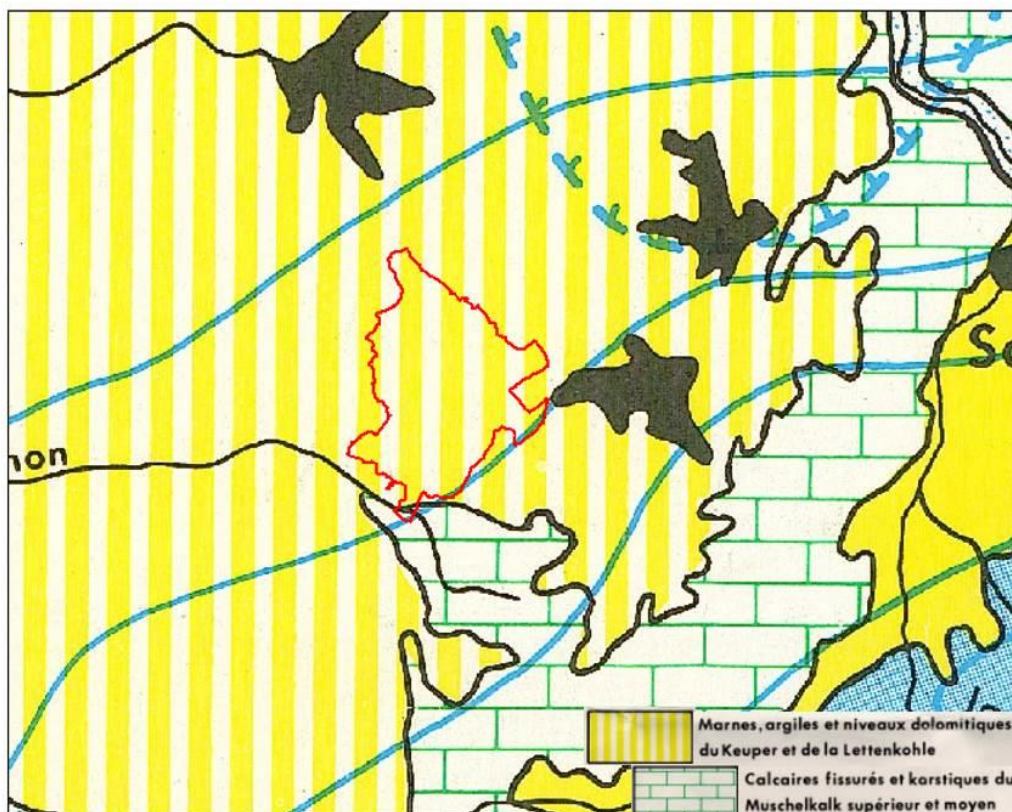 Sa
non
Marnes, argiles et niveaux dolomitiques
du Keuper et de la Lettenkohle
Calcaires fissurés et karstiques du
Muschelkalk supérieur et moyen